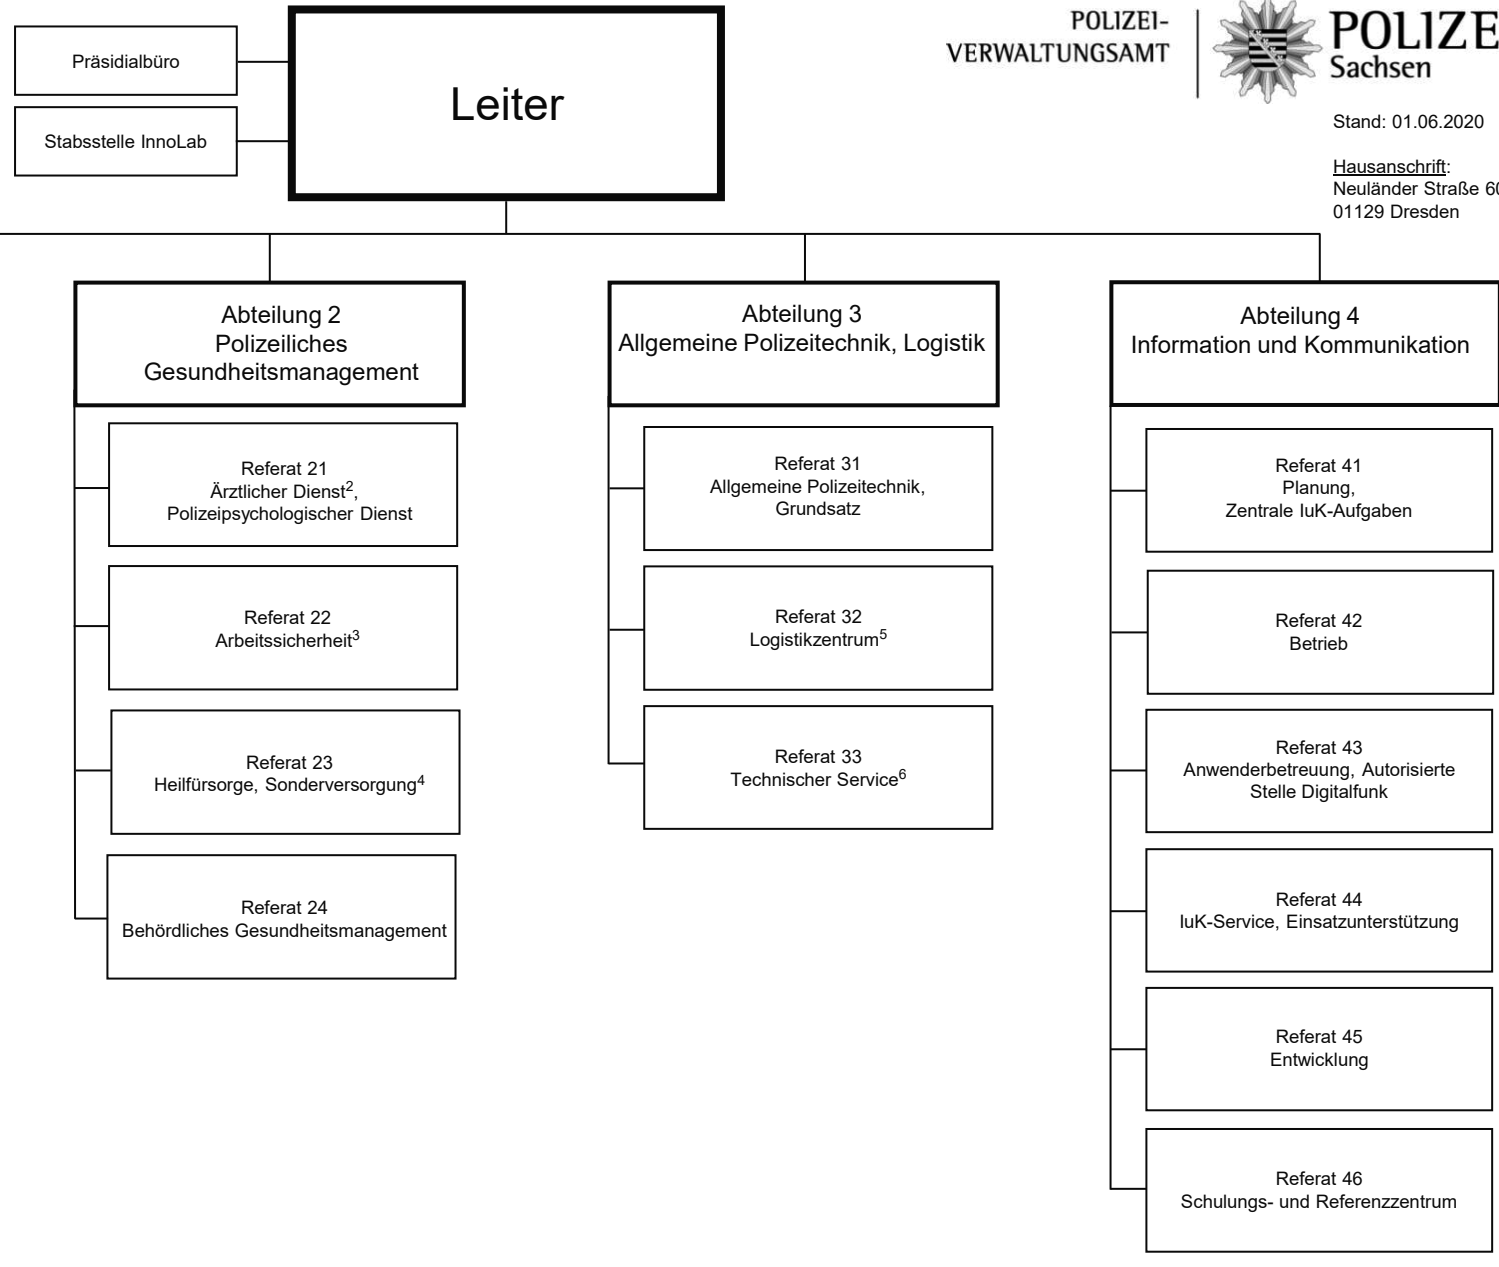 Präsidialbüro
Stabsstelle InnoLab
Leiter
POLIZEI-
VERWALTUNGSAMT
POLIZE
Sachsen
Stand: 01.06.2020
Hausanschrift:
Neuländer Straße 60
01129 Dresden
Abteilung 2
Polizeiliches
Gesundheitsmanagement
Referat 21
Ärztlicher Dienst²,
Polizeipsychologischer Dienst
Referat 22
Arbeitssicherheit³
Referat 23
Heilfürsorge, Sonderversorgung⁴
Referat 24
Behördliches Gesundheitsmanagement
Abteilung 3
Allgemeine Polizeitechnik, Logistik
Referat 31
Allgemeine Polizeitechnik,
Grundsatz
Referat 32
Logistikzentrum⁵
Referat 33
Technischer Service⁶
Abteilung 4
Information und Kommunikation
Referat 41
Planung,
Zentrale IuK-Aufgaben
Referat 42
Betrieb
Referat 43
Anwenderbetreuung, Autorisierte
Stelle Digitalfunk
Referat 44
IuK-Service, Einsatzunterstützung
Referat 45
Entwicklung
Referat 46
Schulungs- und Referenzzentrum